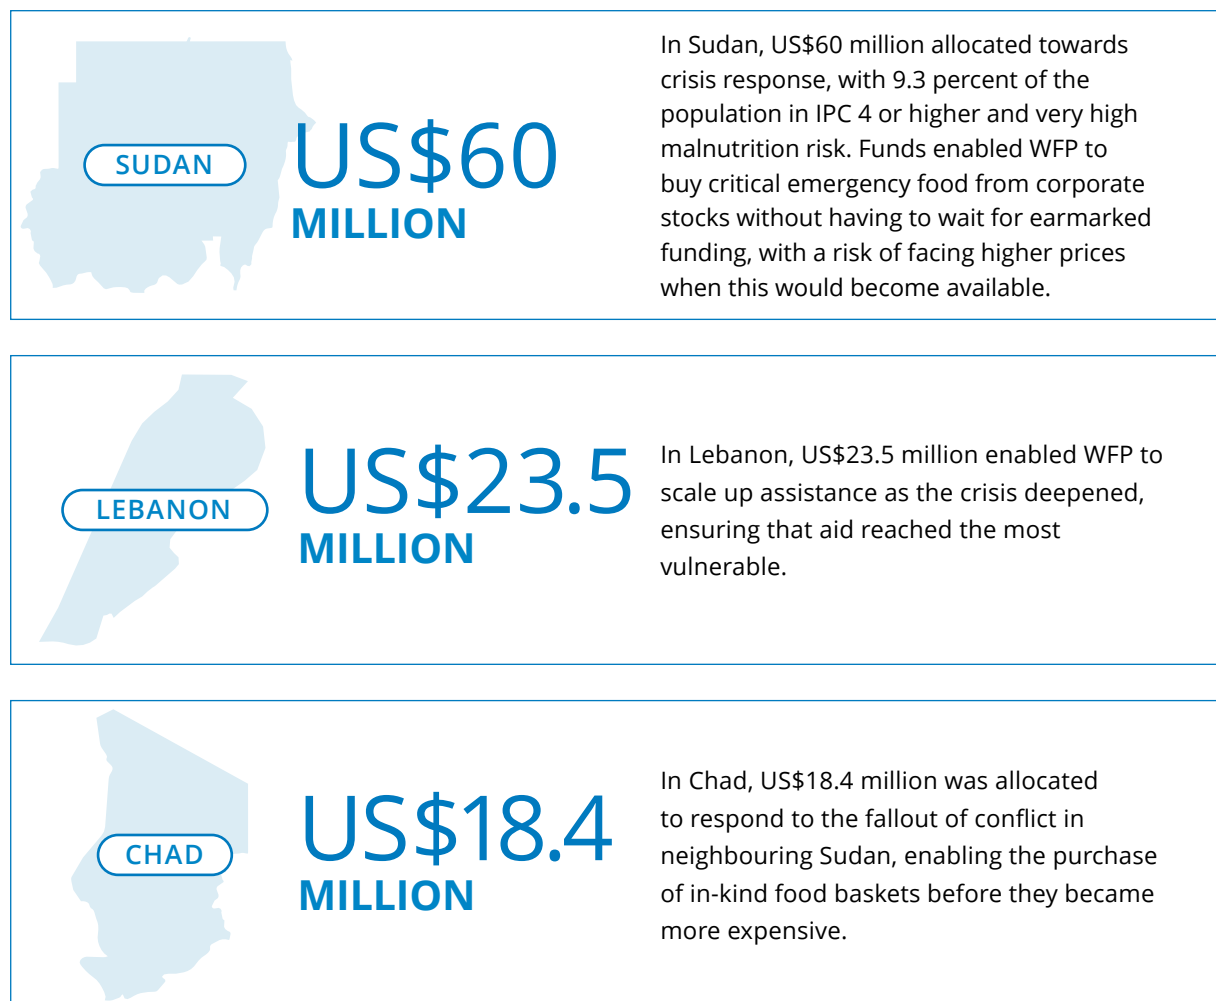 SUDAN
US$60
MILLION
In Sudan, US$60 million allocated towards
crisis response, with 9.3 percent of the
population in IPC 4 or higher and very high
malnutrition risk. Funds enabled WFP to
buy critical emergency food from corporate
stocks without having to wait for earmarked
funding, with a risk of facing higher prices
when this would become available.
LEBANON
US$23.5
MILLION
In Lebanon, US$23.5 million enabled WFP to
scale up assistance as the crisis deepened,
ensuring that aid reached the most
vulnerable.
CHAD
US$18.4
MILLION
In Chad, US$18.4 million was allocated
to respond to the fallout of conflict in
neighbouring Sudan, enabling the purchase
of in-kind food baskets before they became
more expensive.